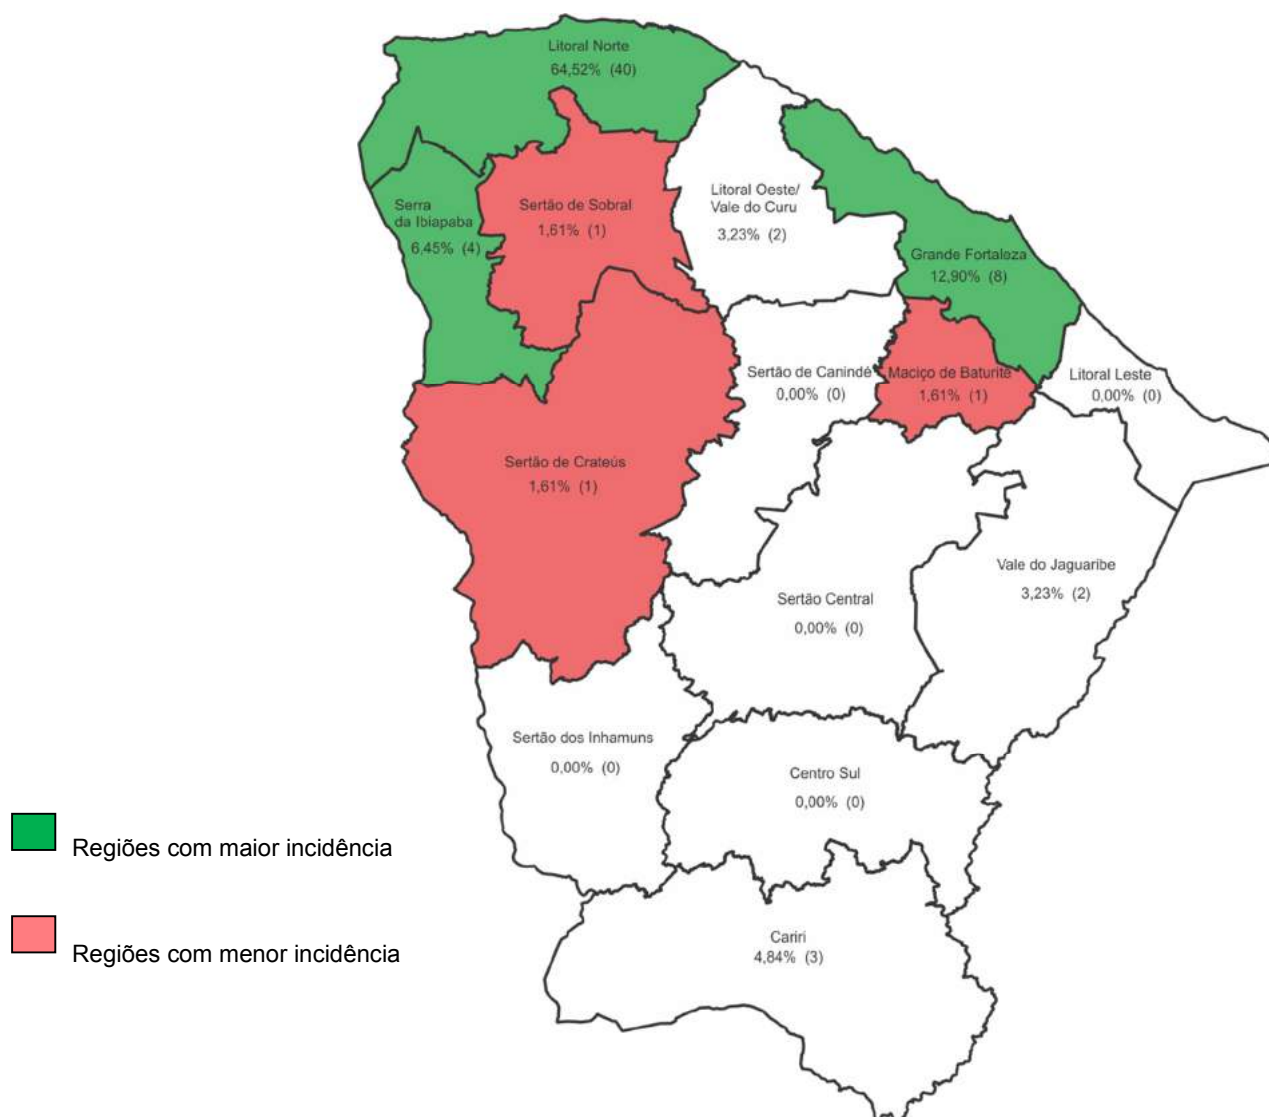 Litoral Norte
64,52% (40)
Litoral Oeste/
Vale do Curu
3,23% (2)
Serra
da Ibiapaba
6,45% (4)
Sertão de Sobral
1,61% (1)
Grande Fortaleza
12,90% (8)
Sertão de Canindé
0,00% (0)
Maciço de Baturité
1,61% (1)
Litoral Leste
0,00% (0)
Sertão de Crateús
1,61% (1)
Vale do Jaguaribe
3,23% (2)
Sertão Central
0,00% (0)
Sertão dos Inhamuns
0,00% (0)
Centro Sul
0,00% (0)
Regiões com maior incidência
Regiões com menor incidência
Cariri
4,84% (3)